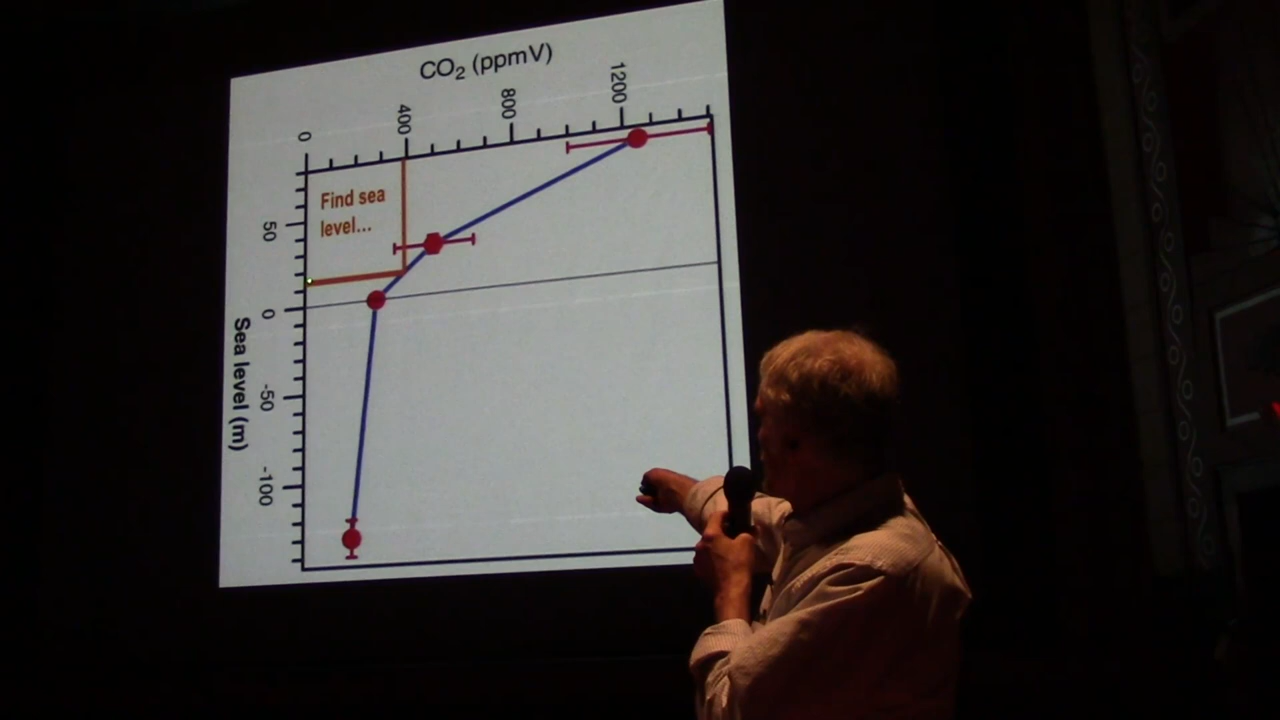 CO₂ (ppmV)
0
400
800
1200
Find sea
level...
50
0
-50
-100
Sea level (m)